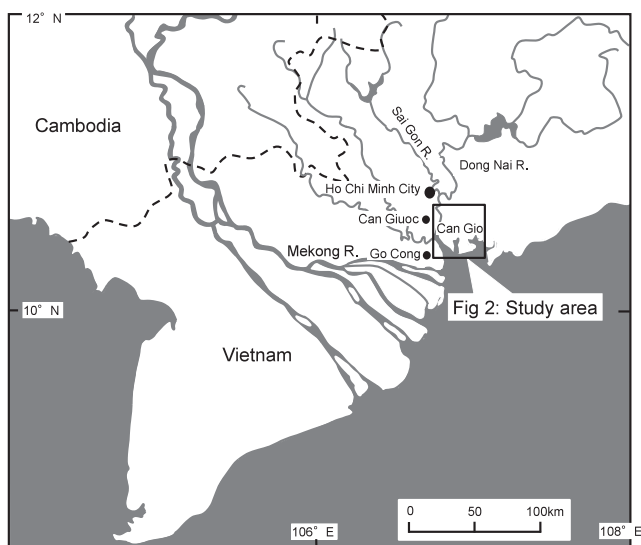 12° N
Cambodia
Sai Gon R.
Dong Nai R.
Ho Chi Minh City
Can Giuoc
Can Gio
Mekong R.
Go Cong
10° N
Fig 2: Study area
Vietnam
0 50 100km
106° E
108° E